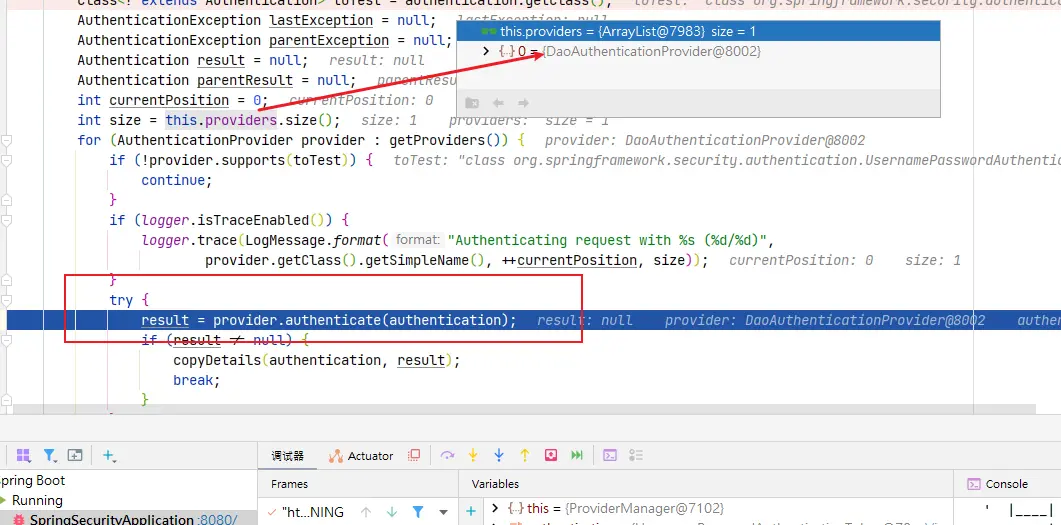 Class<? extends Authentication> toTest = authentication.getClass(); toTest: "class org.springframework.security.authenti
AuthenticationException lastException = null; lastException: null
AuthenticationException parentException = null;
Authentication result = null; result: null
Authentication parentResult = null; parentResu
int currentPosition = 0; currentPosition: 0
int size = this.providers.size(); size: 1 providers: size = 1
this.providers = {ArrayList@7983} size = 1
0 = {DaoAuthenticationProvider@8002}
for (AuthenticationProvider provider : getProviders()) { provider: DaoAuthenticationProvider@8002
if (!provider.supports(toTest)) { toTest: "class org.springframework.security.authentication.UsernamePasswordAuthentic
continue;
}
if (logger.isTraceEnabled()) {
logger.trace(LogMessage.format( format: "Authenticating request with %s (%d/%d)",
provider.getClass().getSimpleName(), ++currentPosition, size)); currentPosition: 0 size: 1
}
try {
result = provider.authenticate(authentication); result: null provider: DaoAuthenticationProvider@8002 authen
if (result ≠ null) {
copyDetails(authentication, result);
break;
}
调试器 Actuator
pring Boot Frames Variables Console
Running "ht...NING this = {ProviderManager@7102} ' |____|
SpringSecurityApplication :8080/